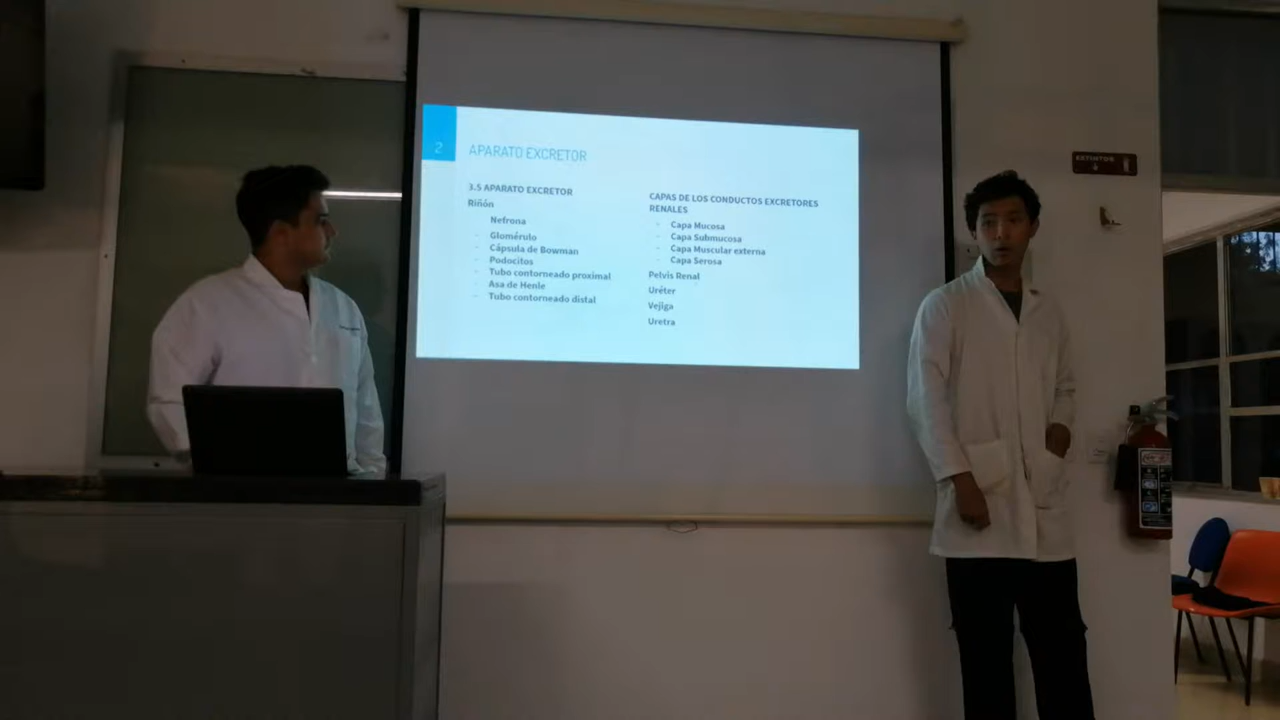 2
APARATO EXCRETOR
3.5 APARATO EXCRETOR
Riñón
Nefrona
- Glomérulo
- Cápsula de Bowman
- Podocitos
- Tubo contorneado proximal
- Asa de Henle
- Tubo contorneado distal
CAPAS DE LOS CONDUCTOS EXCRETORES
RENALES
- Capa Mucosa
- Capa Submucosa
- Capa Muscular externa
- Capa Serosa
Pelvis Renal
Uréter
Vejiga
Uretra
EXTINTOR